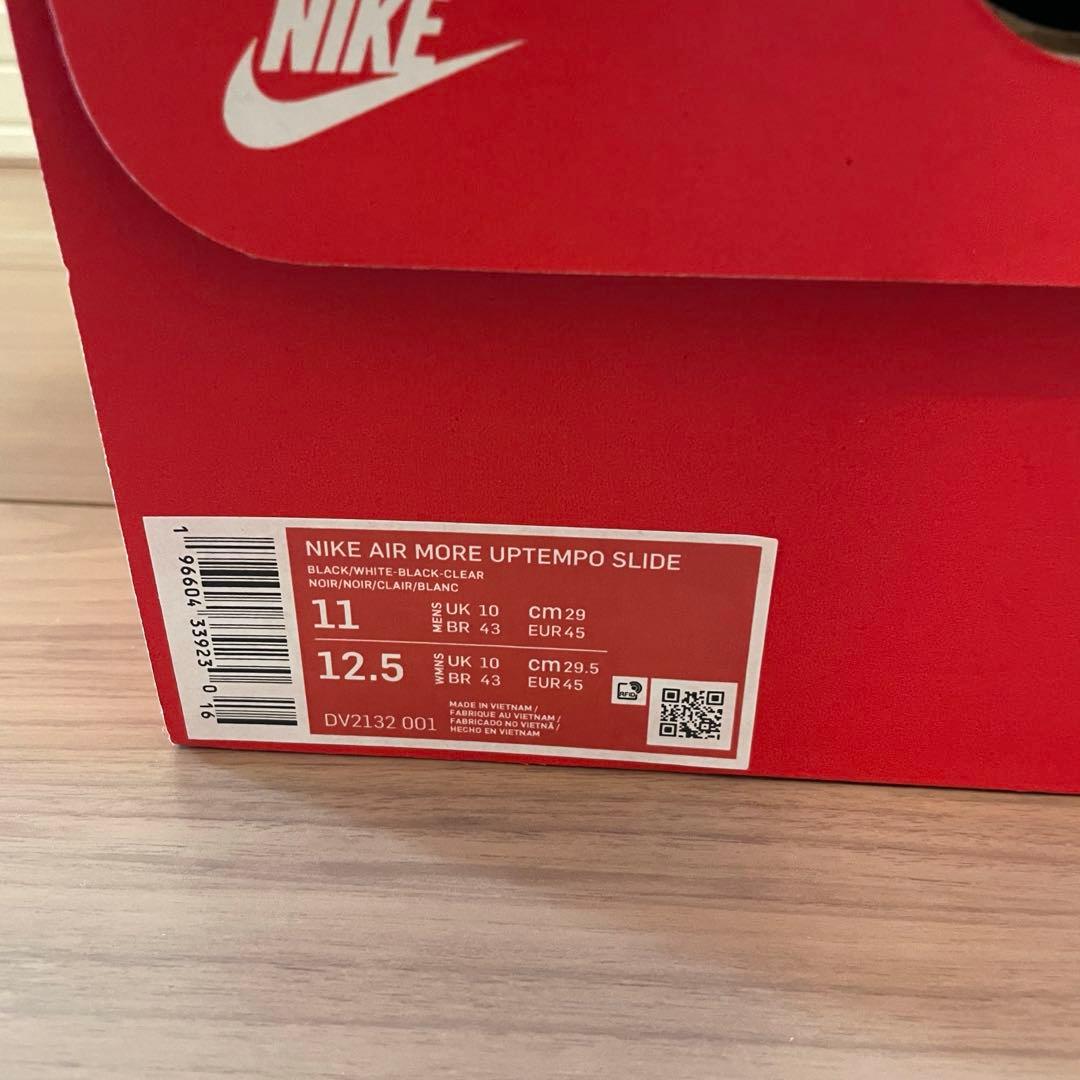 NIKE
NIKE AIR MORE UPTEMPO SLIDE
BLACK/WHITE-BLACK-CLEAR
NOIR/NOIR/CLAIR/BLANC
11 MENS UK 10 cm 29
BR 43 EUR 45
12.5 WMNS UK 10 cm 29.5
BR 43 EUR 45
RFID
DV2132 001
MADE IN VIETNAM /
FABRIQUE AU VIETNAM /
FABRICADO NO VIETNÃ /
HECHO EN VIETNAM
1 96604 33923 0 16